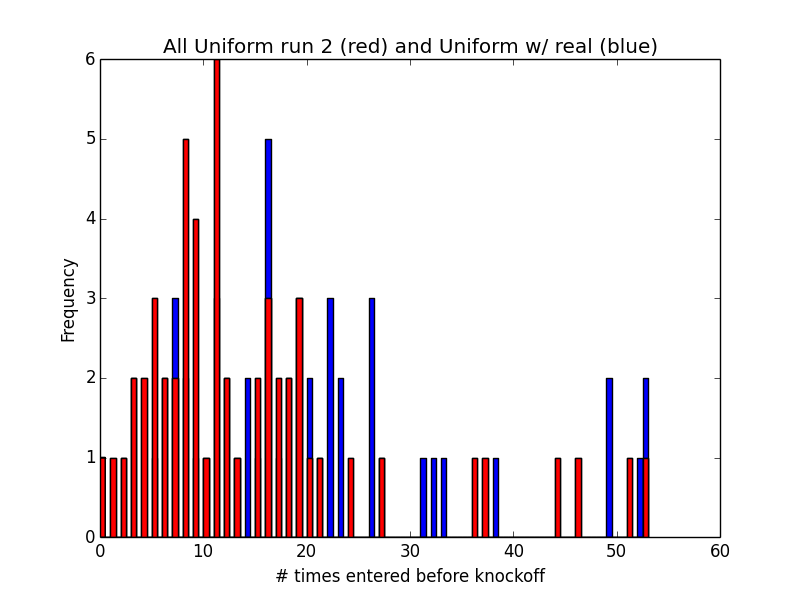 All Uniform run 2 (red) and Uniform w/ real (blue)
6
5
4
3
2
1
0
Frequency
0 10 20 30 40 50 60
# times entered before knockoff